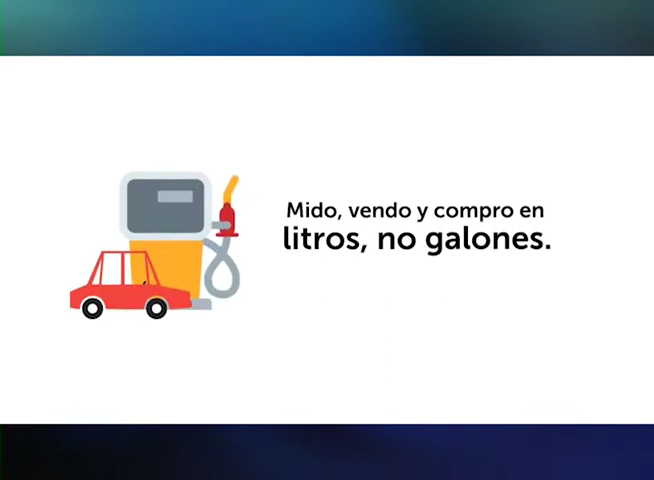 Mido, vendo y compro en
litros, no galones.